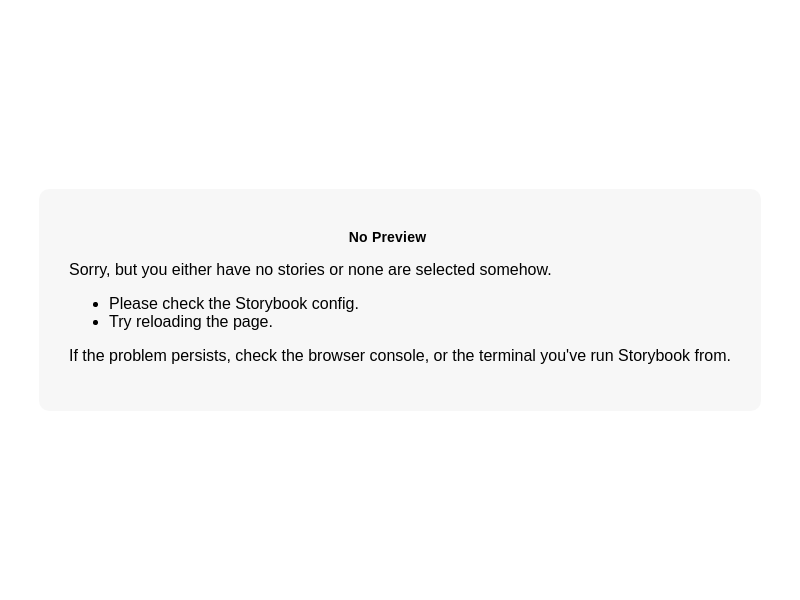 No Preview
Sorry, but you either have no stories or none are selected somehow.
Please check the Storybook config.
Try reloading the page.
If the problem persists, check the browser console, or the terminal you've run Storybook from.